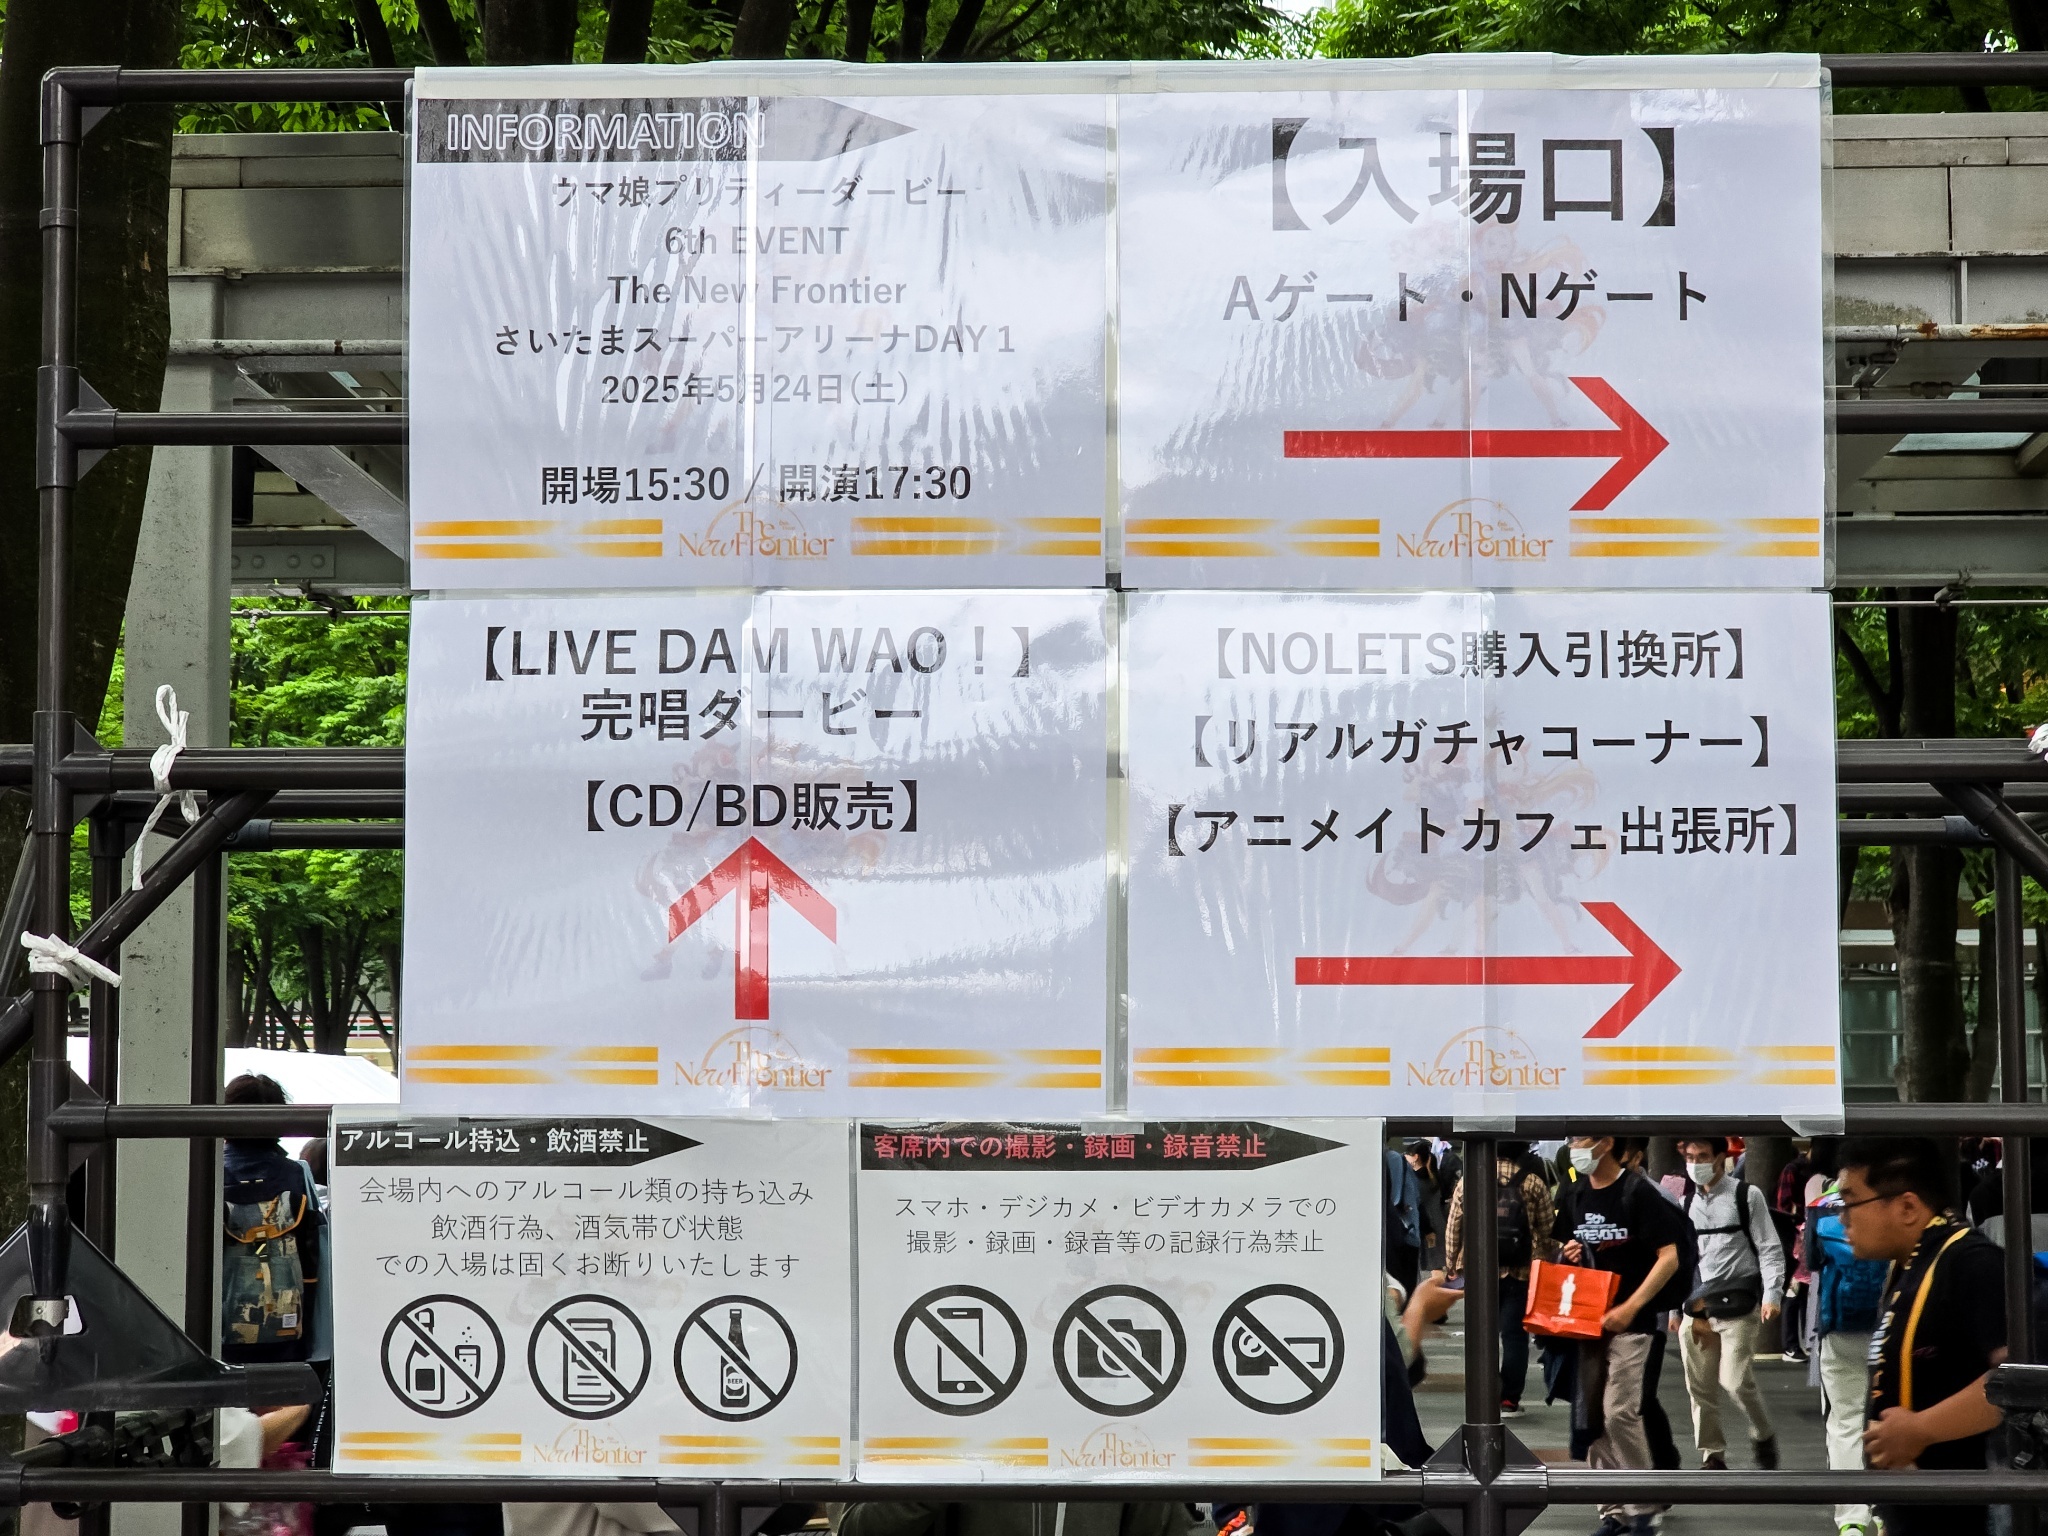 INFORMATION
ウマ娘プリティーダービー
6th EVENT
The New Frontier
さいたまスーパーアリーナDAY 1
2025年5月24日(土)
開場15:30 / 開演17:30
The
New Frontier
【入場口】
Aゲート・Nゲート
The
New Frontier
【LIVE DAM WAO！】
完唱ダービー
【CD/BD販売】
The
New Frontier
【NOLETS購入引換所】
【リアルガチャコーナー】
【アニメイトカフェ出張所】
The
New Frontier
アルコール持込・飲酒禁止
会場内へのアルコール類の持ち込み
飲酒行為、酒気帯び状態
での入場は固くお断りいたします
BEER
The
New Frontier
客席内での撮影・録画・録音禁止
スマホ・デジカメ・ビデオカメラでの
撮影・録画・録音等の記録行為禁止
The
New Frontier
5th